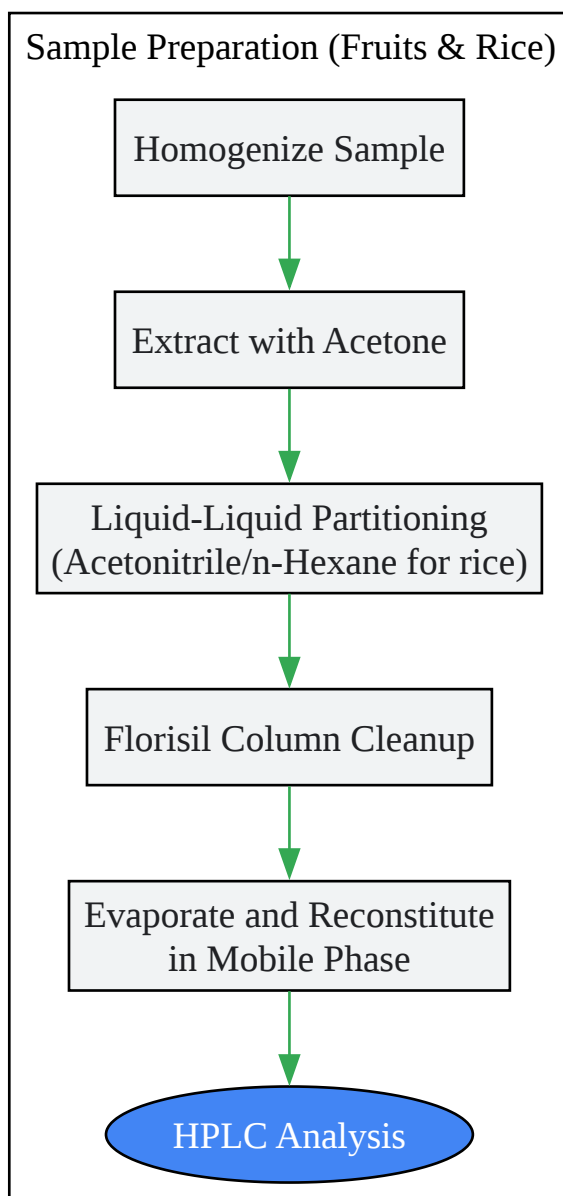 Sample Preparation (Fruits & Rice)
Homogenize Sample
Extract with Acetone
Liquid-Liquid Partitioning
(Acetonitrile/n-Hexane for rice)
Florisil Column Cleanup
Evaporate and Reconstitute
in Mobile Phase
HPLC Analysis